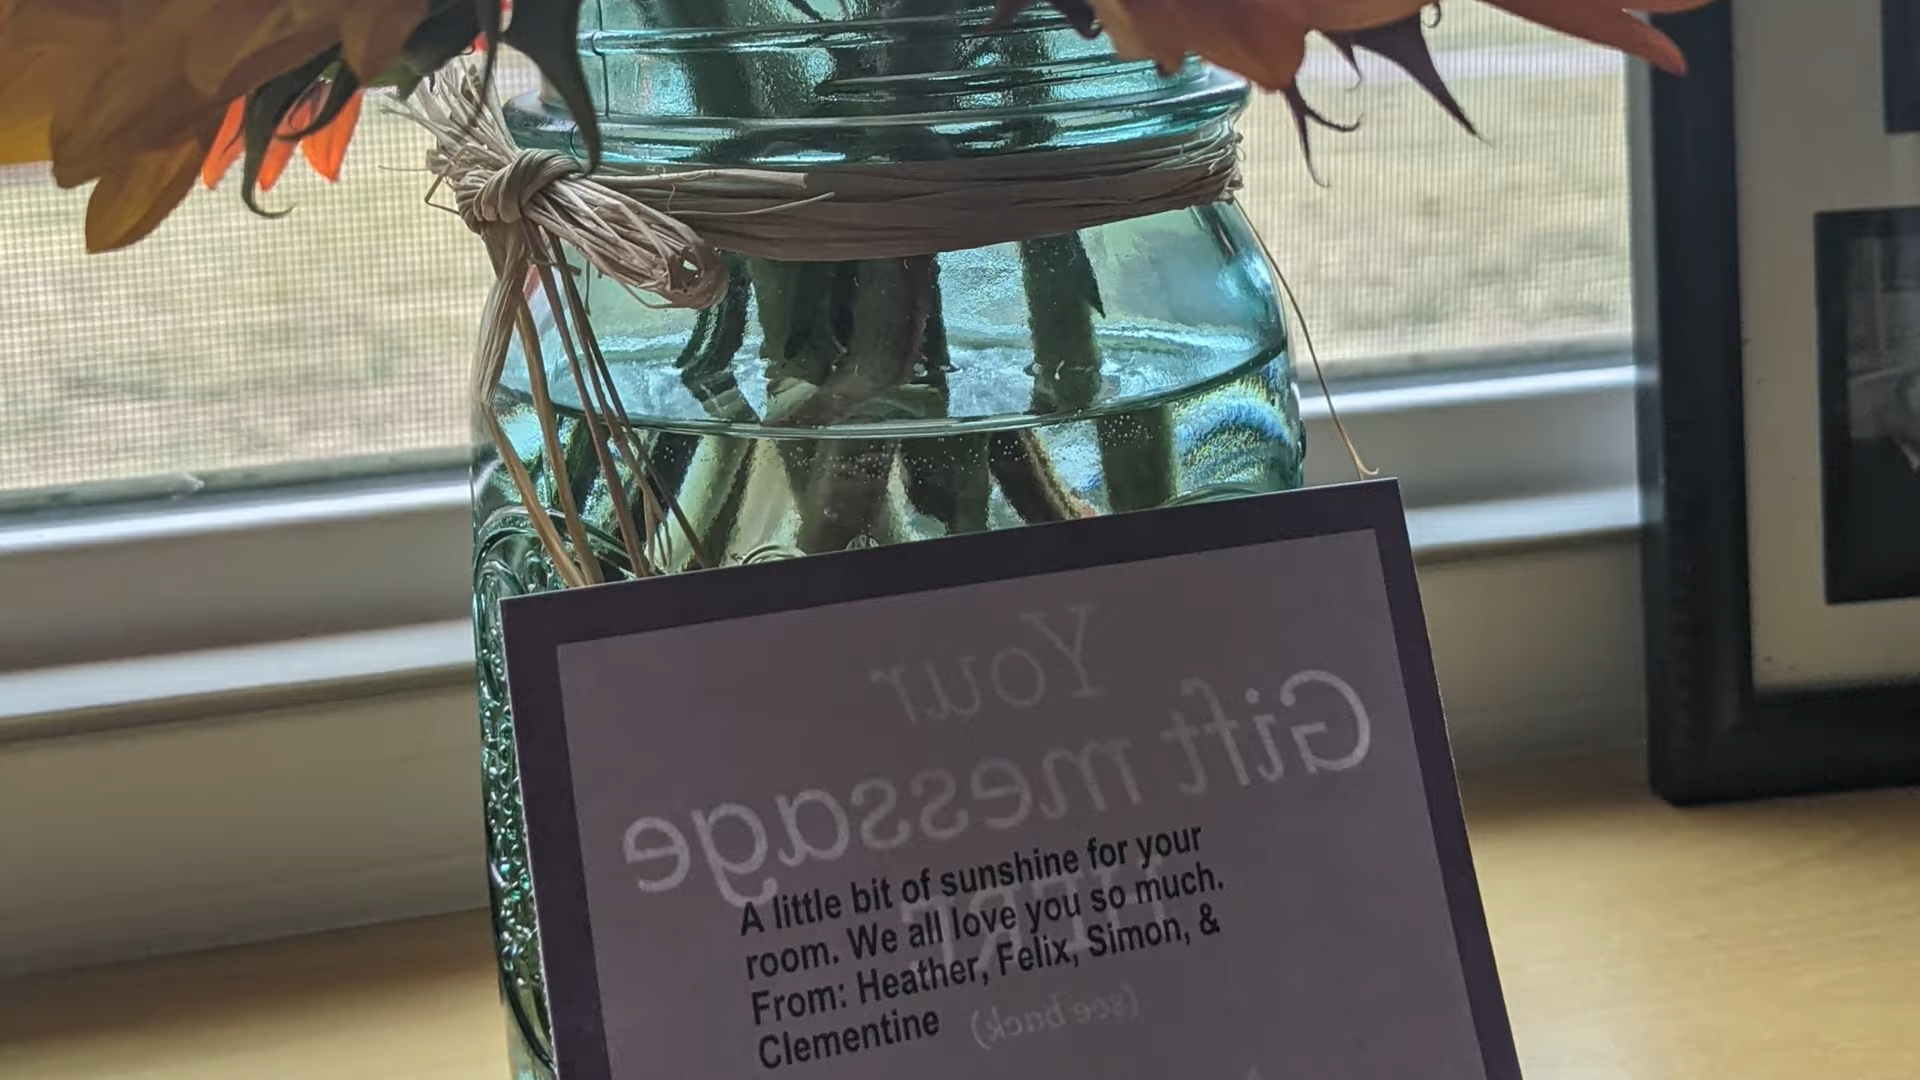 Your
Gift message
HERE
A little bit of sunshine for your
room. We all love you so much.
From: Heather, Felix, Simon, &
Clementine
(see back)